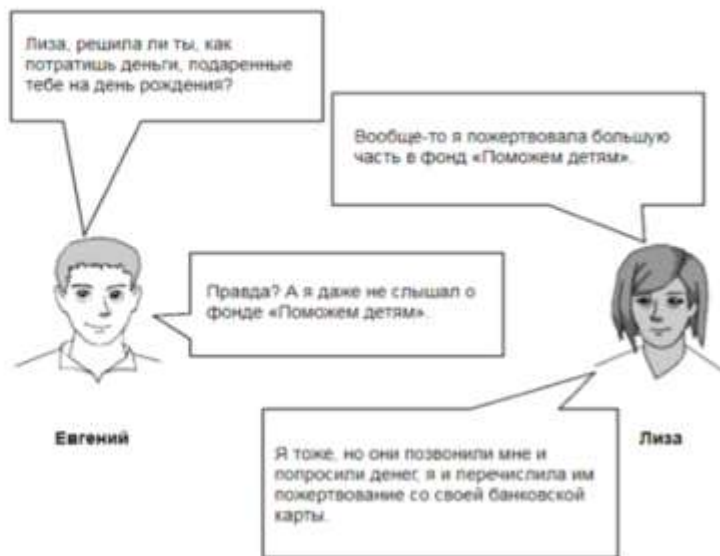 Лиза, решила ли ты, как
потратишь деньги, подаренные
тебе на день рождения?
Вообще-то я пожертвовала большую
часть в фонд «Поможем детям».
Правда? А я даже не слышал о
фонде «Поможем детям».
Евгений
Лиза
Я тоже, но они позвонили мне и
попросили денег, я и перечислила им
пожертвование со своей банковской
карты.